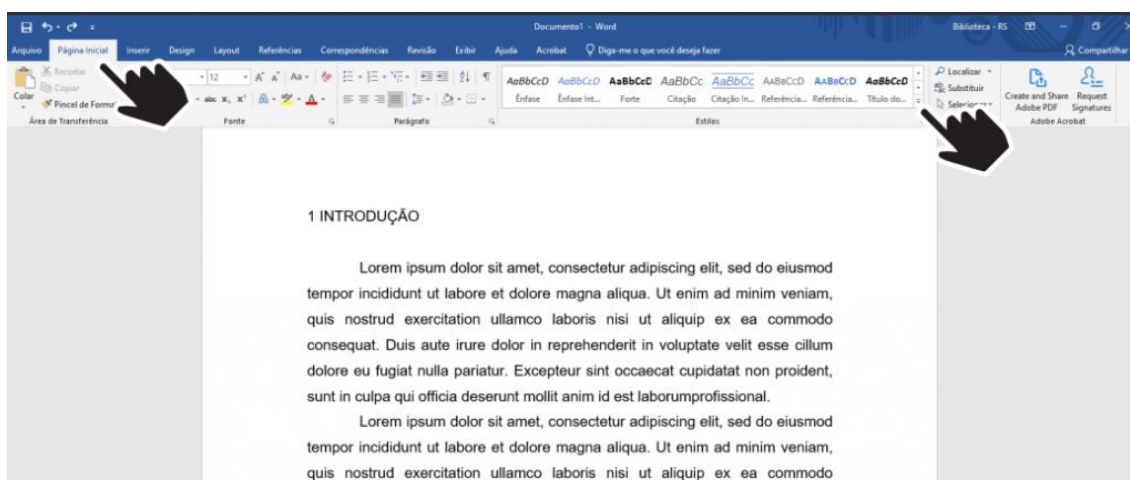 Documento1 - Word
Biblioteca - RS
Arquivo Página Inicial Inserir Design Layout Referências Correspondências Revisão Exibir Ajuda Acrobat Diga-me o que você deseja fazer Compartilhar
Recortar
Copiar
Colar
Pincel de
12
Aa
abc X, X'
AaBbCcD AaBbCcD AaBbCcD AaBbCc AaBbCc AaBbCcD AaBbCcD AaBbCcD
Ênfase Ênfase Int... Forte Citação Citação In... Referência... Referência... Título do...
Localizar
Substituir
Create and Share Adobe PDF
Request Signatures
Área de Transferência Fonte Parágrafo Estilos Adobe Acrobat
1 INTRODUÇÃO
Lorem ipsum dolor sit amet, consectetur adipiscing elit, sed do eiusmod
tempor incididunt ut labore et dolore magna aliqua. Ut enim ad minim veniam,
quis nostrud exercitation ullamco laboris nisi ut aliquip ex ea commodo
consequat. Duis aute irure dolor in reprehenderit in voluptate velit esse cillum
dolore eu fugiat nulla pariatur. Excepteur sint occaecat cupidatat non proident,
sunt in culpa qui officia deserunt mollit anim id est laborumprofissional.
Lorem ipsum dolor sit amet, consectetur adipiscing elit, sed do eiusmod
tempor incididunt ut labore et dolore magna aliqua. Ut enim ad minim veniam,
quis nostrud exercitation ullamco laboris nisi ut aliquip ex ea commodo